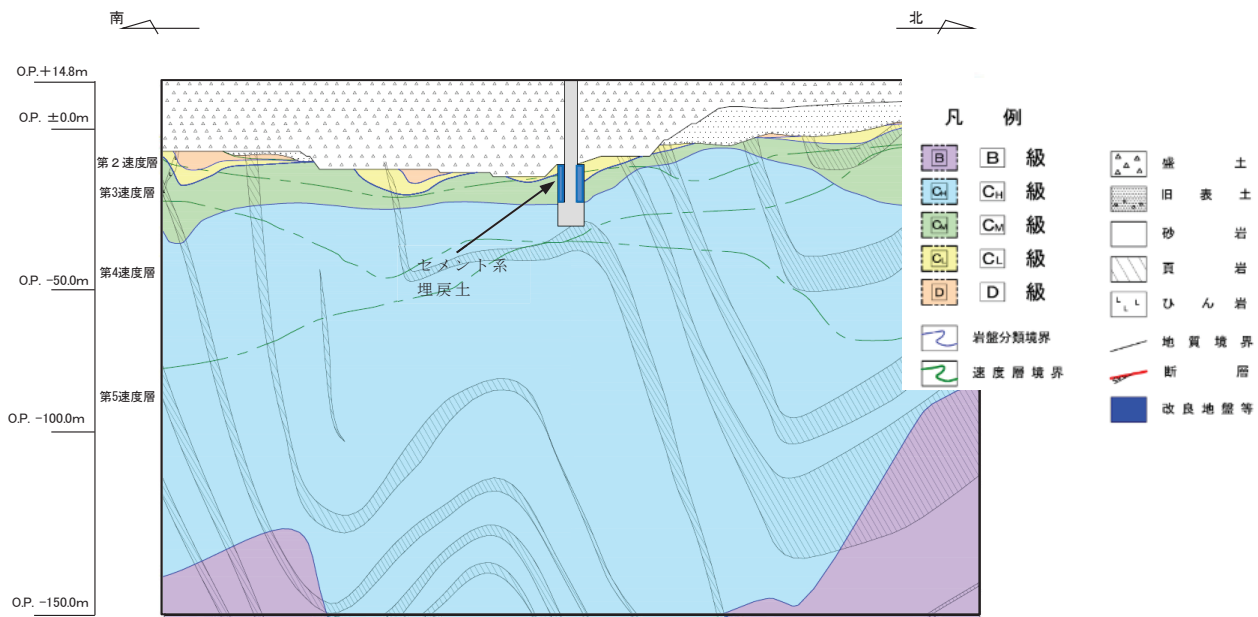 南
北
O.P.+14.8m
O.P. ±0.0m
第2速度層
第3速度層
第4速度層
O.P. -50.0m
第5速度層
O.P. -100.0m
O.P. -150.0m
セメント系
埋戻土
凡 例
B B 級
CH CH 級
CM CM 級
CL CL 級
D D 級
岩盤分類境界
速度層境界
盛 土
旧 表 土
砂 岩
頁 岩
ひ ん 岩
地 質 境 界
断 層
改 良 地 盤 等